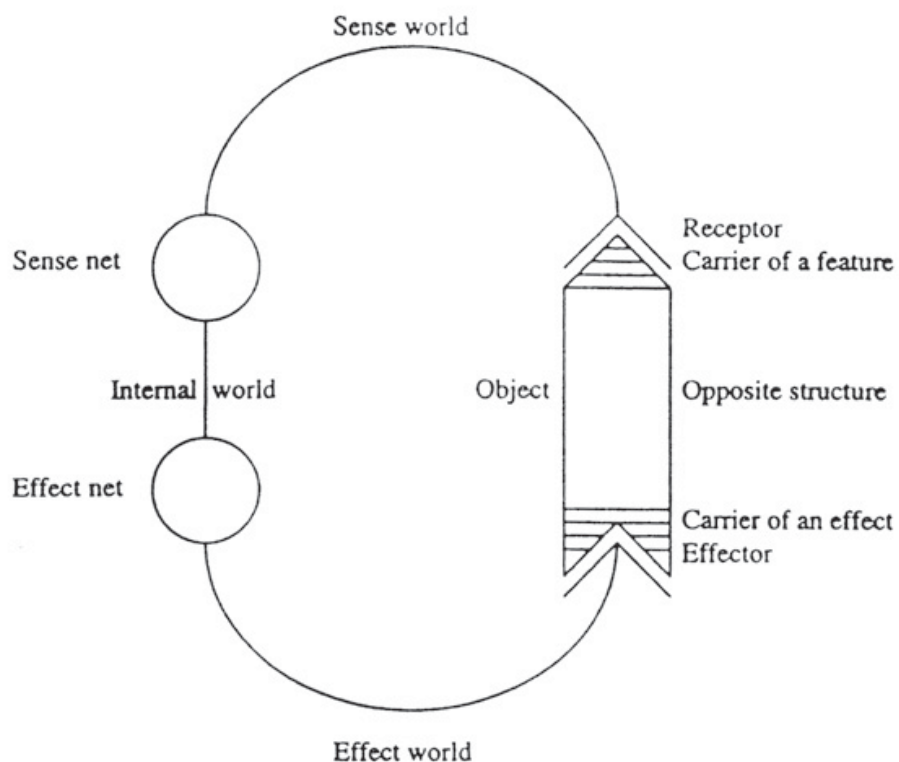 Sense world
Receptor
Sense net
Carrier of a feature
Internal world
Object
Opposite structure
Effect net
Carrier of an effect
Effector
Effect world